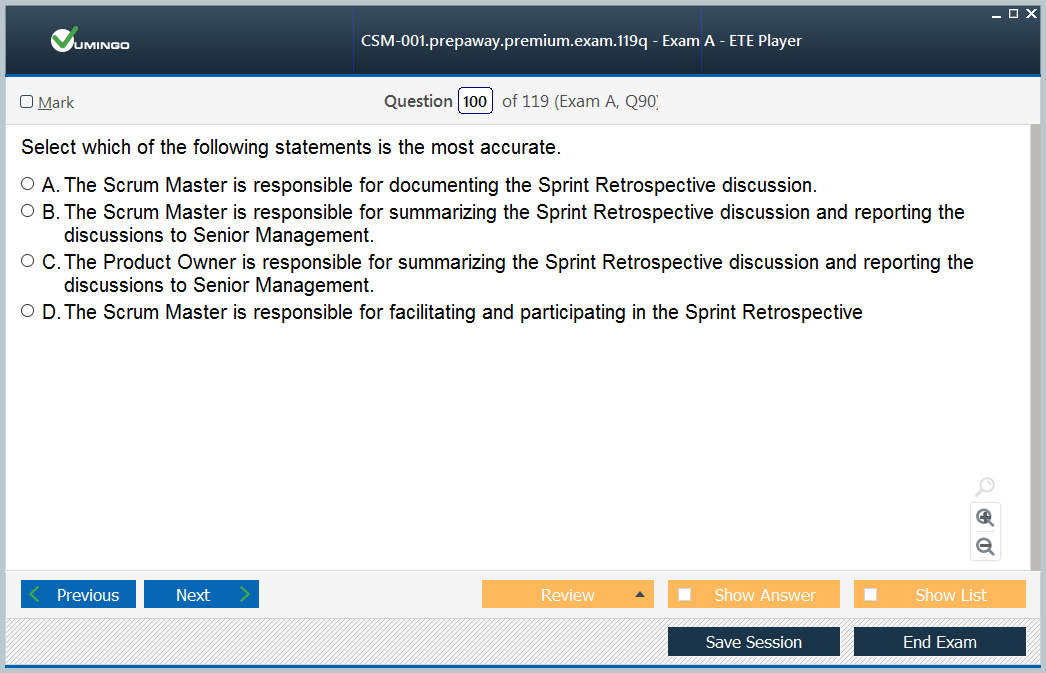 VUMINGO
CSM-001.prepaway.premium.exam.119q - Exam A - ETE Player
Mark
Question 100 of 119 (Exam A, Q90)
Select which of the following statements is the most accurate.
A. The Scrum Master is responsible for documenting the Sprint Retrospective discussion.
B. The Scrum Master is responsible for summarizing the Sprint Retrospective discussion and reporting the
discussions to Senior Management.
C. The Product Owner is responsible for summarizing the Sprint Retrospective discussion and reporting the
discussions to Senior Management.
D. The Scrum Master is responsible for facilitating and participating in the Sprint Retrospective
Previous
Next
Review
Show Answer
Show List
Save Session
End Exam